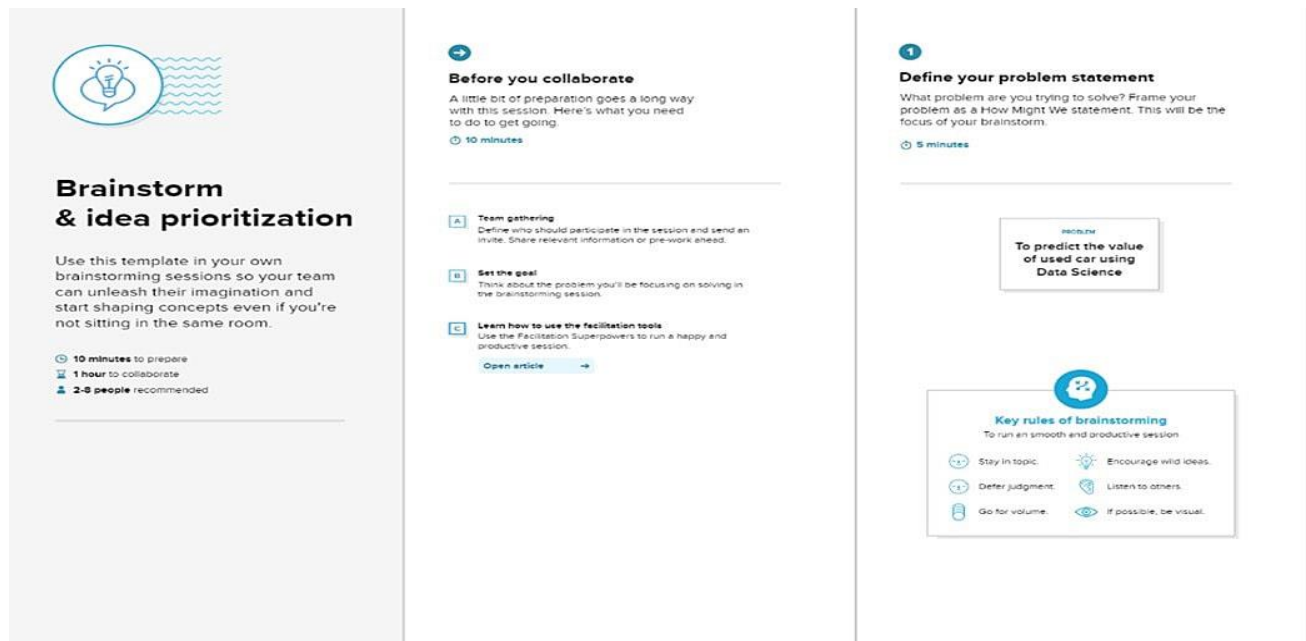 Brainstorm
& idea prioritization
Use this template in your own
brainstorming sessions so your team
can unleash their imagination and
start shaping concepts even if you're
not sitting in the same room.
10 minutes to prepare
1 hour to collaborate
2-8 people recommended
Before you collaborate
A little bit of preparation goes a long way
with this session. Here's what you need
to do to get going.
10 minutes
A
Team gathering
Define who should participate in the session and send an
invite. Share relevant information or pre-work ahead.
B
Set the goal
Think about the problem you'll be focusing on solving in
the brainstorming session.
C
Learn how to use the facilitation tools
Use the Facilitation Superpowers to run a happy and
productive session.
Open article
1
Define your problem statement
What problem are you trying to solve? Frame your
problem as a How Might We statement. This will be the
focus of your brainstorm.
5 minutes
PROBLEM
To predict the value
of used car using
Data Science
Key rules of brainstorming
To run an smooth and productive session
Stay in topic.
Encourage wild ideas.
Defer judgment.
Listen to others.
Go for volume.
If possible, be visual.